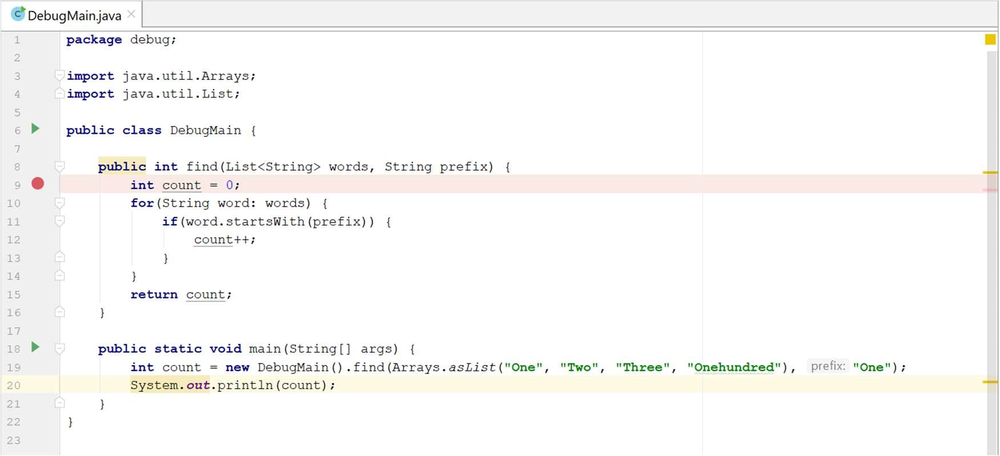 DebugMain.java
1 package debug;
2
3 import java.util.Arrays;
4 import java.util.List;
5
6 public class DebugMain {
7
8     public int find(List<String> words, String prefix) {
9         int count = 0;
10         for(String word: words) {
11             if(word.startsWith(prefix)) {
12                 count++;
13             }
14         }
15         return count;
16     }
17
18     public static void main(String[] args) {
19         int count = new DebugMain().find(Arrays.asList("One", "Two", "Three", "Onehundred"), prefix: "One");
20         System.out.println(count);
21     }
22 }
23